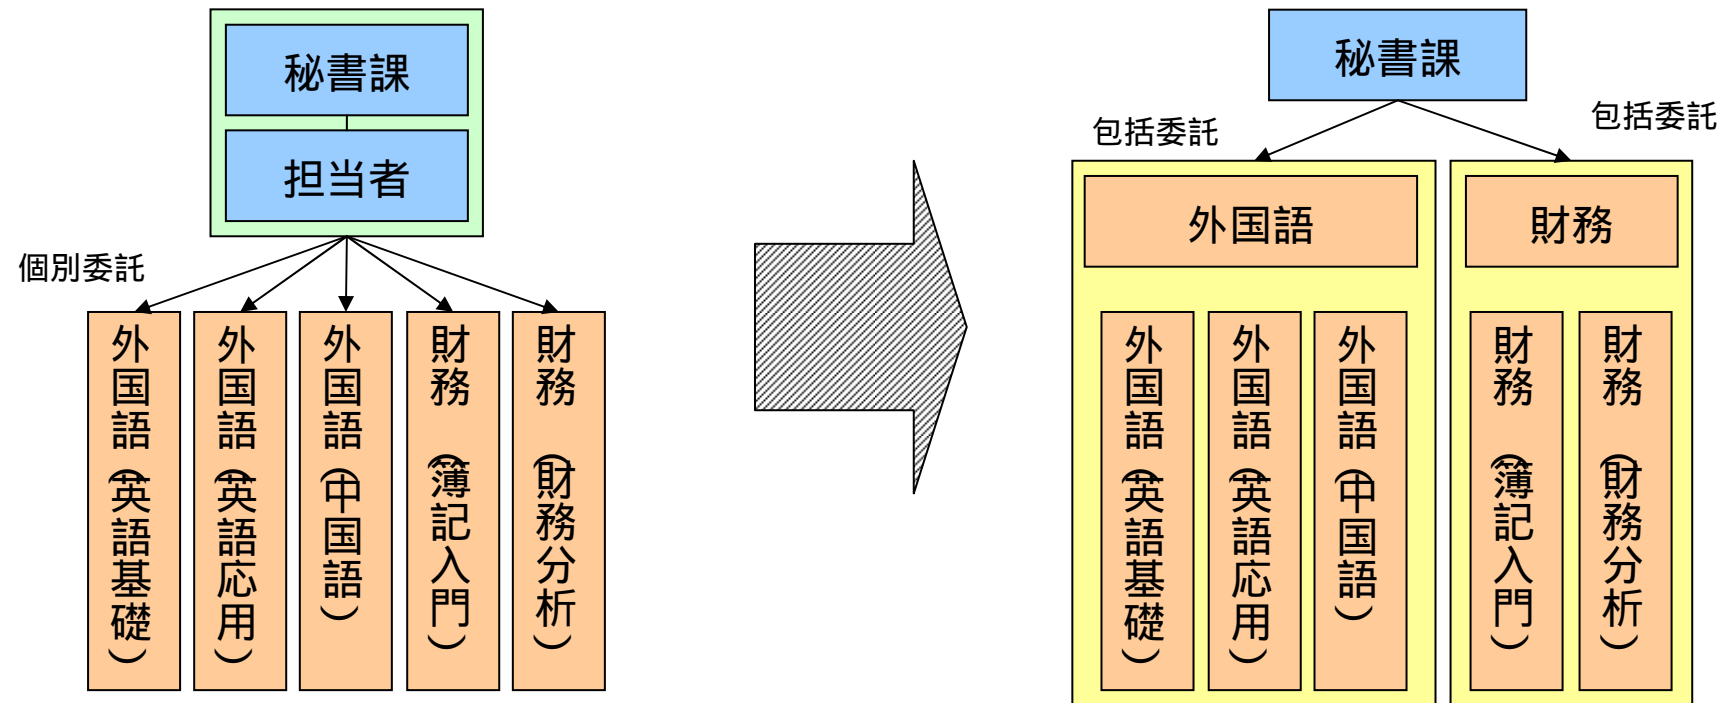 秘書課
担当者
個別委託
外国語（英語基礎）
外国語（英語応用）
外国語（中国語）
財務　（簿記入門）
財務　（財務分析）
秘書課
包括委託
包括委託
外国語
財務
外国語（英語基礎）
外国語（英語応用）
外国語（中国語）
財務　（簿記入門）
財務　（財務分析）